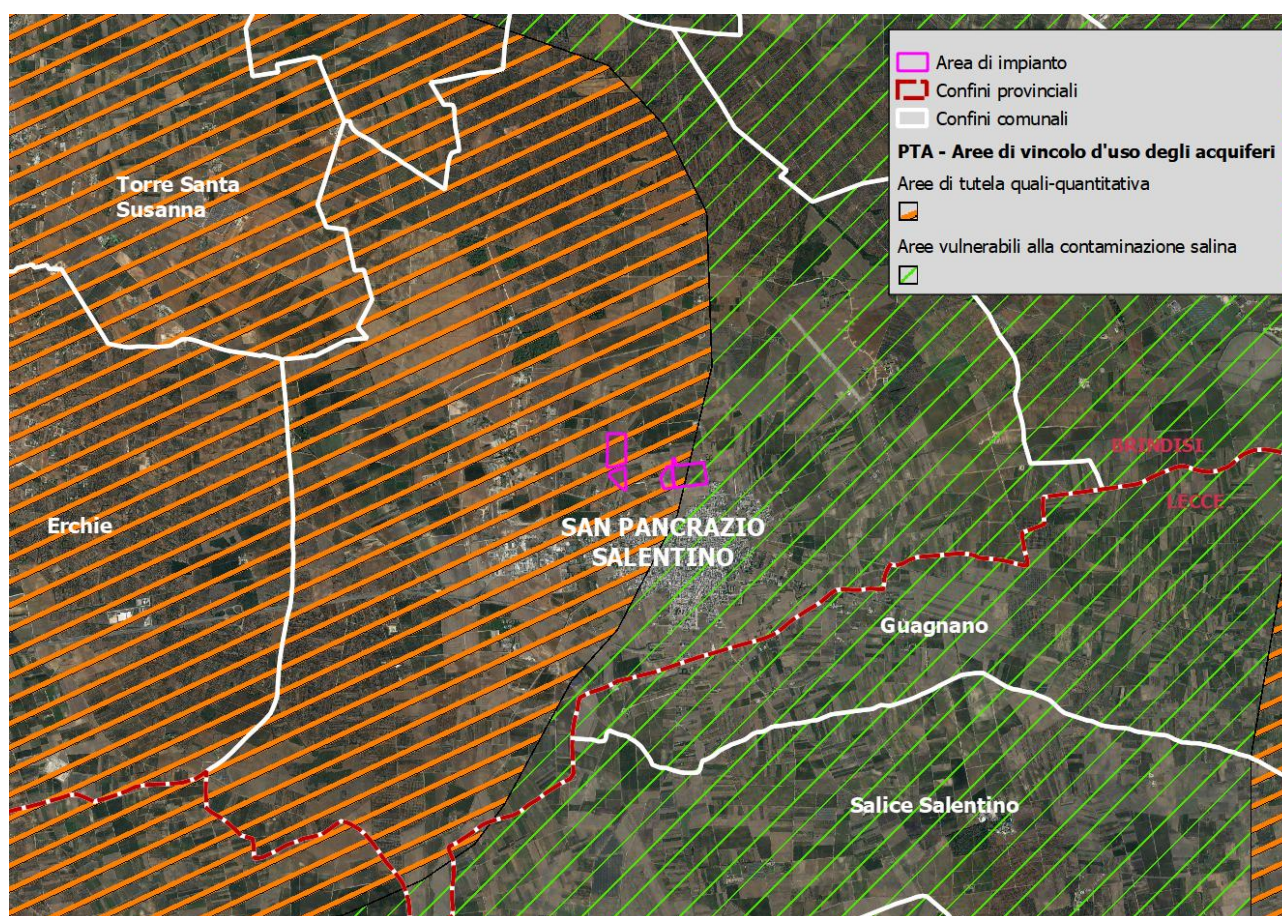 Area di impianto
Confini provinciali
Confini comunali
PTA - Aree di vincolo d'uso degli acquiferi
Aree di tutela quali-quantitativa
Aree vulnerabili alla contaminazione salina
Torre Santa
Susanna
BRINDISI
LECCE
Erchie
SAN PANCRAZIO
SALENTINO
Guagnano
Salice Salentino